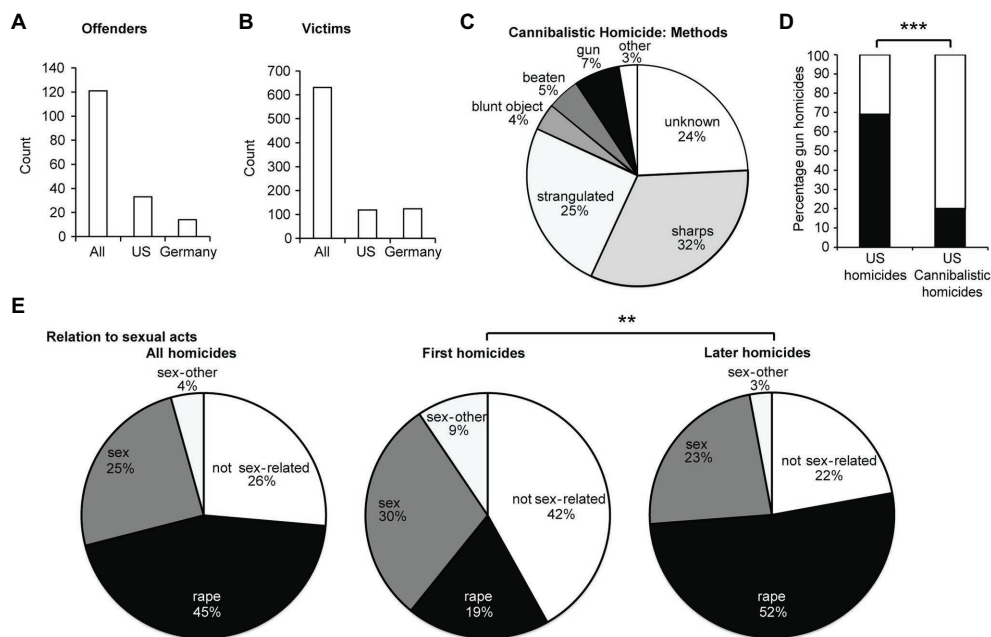 A
Offenders
Count
140
120
100
80
60
40
20
0
All
US
Germany
B
Victims
Count
700
600
500
400
300
200
100
0
All
US
Germany
C
Cannibalistic Homicide: Methods
other
3%
gun
7%
beaten
5%
blunt object
4%
unknown
24%
strangulated
25%
sharps
32%
D
***
Percentage gun homicides
100
90
80
70
60
50
40
30
20
10
0
US
homicides
US
Cannibalistic
homicides
E
Relation to sexual acts
All homicides
sex-other
4%
sex
25%
not sex-related
26%
rape
45%
First homicides
**
sex-other
9%
sex
30%
not sex-related
42%
rape
19%
Later homicides
sex-other
3%
sex
23%
not sex-related
22%
rape
52%